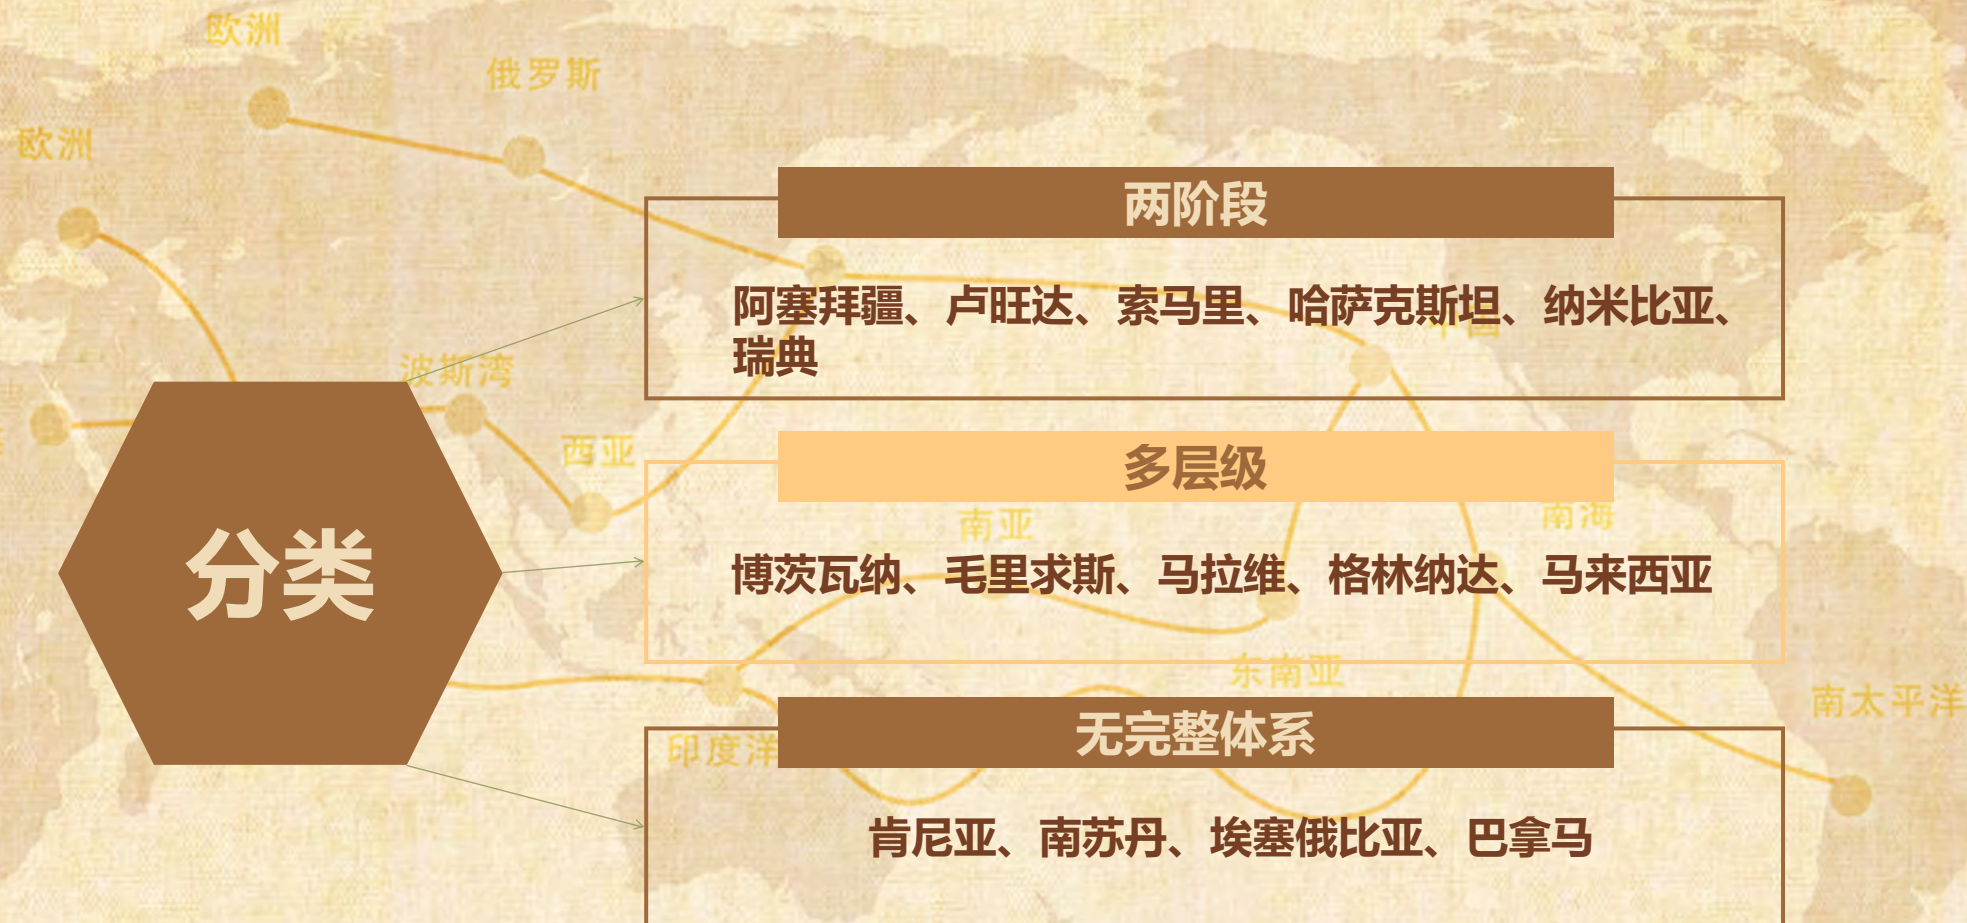 欧洲
俄罗斯
欧洲
两阶段
阿塞拜疆、卢旺达、索马里、哈萨克斯坦、纳米比亚、
瑞典
中国
波斯湾
西亚
多层级
南亚
南海
博茨瓦纳、毛里求斯、马拉维、格林纳达、马来西亚
分类
东南亚
南太平洋
印度洋
无完整体系
肯尼亚、南苏丹、埃塞俄比亚、巴拿马